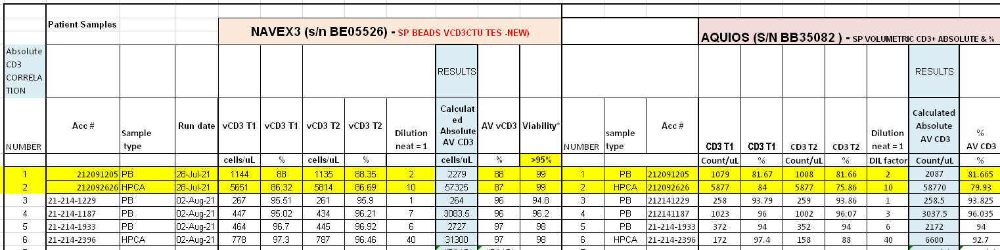 Patient Samples
NAVEX3 (s/n BE05526) - SP BEADS VCD3CTU TES -NEW)
AQUIOS (S/N BB35082 ) - SP VOLUMETRIC CD3+ ABSOLUTE & %
Absolute
CD3
CORRELA
TION
RESULTS
RESULTS
NUMBER
Acc #
Sample
type
Run date
vCD3 T1
vCD3 T1
vCD3 T2
vCD3 T2
Dilution
neat = 1
Calculat
ed
Absolute
AV CD3
AV vCD3
Viability*
NUMBER
sample
type
Acc #
CD3 T1
CD3 T1
CD3 T2
CD3 T2
Dilution
neat = 1
Calculated
Absolute
AV CD3
%
AV CD3
cells/uL % cells/uL % cells/uL % >95% Count/uL % Count/uL % DIL factor Count/uL %
1 212091205 PB 28-Jul-21 1144 88 1135 88.35 2 2279 88 99 1 PB 212091205 1079 81.67 1008 81.66 2 2087 81.665
2 212092626 HPCA 28-Jul-21 5651 86.32 5814 86.69 10 57325 87 99 2 HPCA 212092626 5877 84 5877 75.86 10 58770 79.93
3 21-214-1229 PB 02-Aug-21 267 95.51 261 95.9 1 264 96 94.8 3 PB 212141229 258 93.79 259 93.86 1 258.5 93.825
4 21-214-1187 PB 02-Aug-21 447 95.02 434 96.21 7 3083.5 96 96.2 4 PB 212141187 1023 96 1002 96.07 3 3037.5 96.035
5 21-214-1933 PB 02-Aug-21 464 96.7 445 96.92 6 2727 97 98 5 PB 21-214-1933 372 94 352 94 6 2172 94
6 21-214-2396 HPCA 02-Aug-21 778 97.3 787 96.46 40 31300 97 98 6 HPCA 21-214-2396 172 97.4 158 88 40 6600 92.7